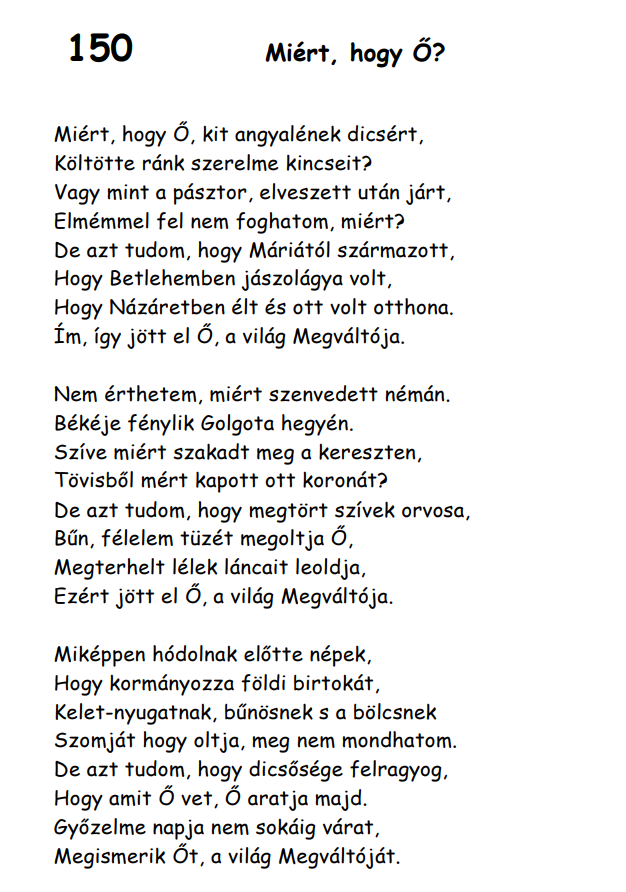 150 Miért, hogy Ő?
Miért, hogy Ő, kit angyalének dicsért,
Költötte ránk szerelme kincseit?
Vagy mint a pásztor, elveszett után járt,
Elmémmel fel nem foghatom, miért?
De azt tudom, hogy Máriától származott,
Hogy Betlehemben jászolágya volt,
Hogy Názáretben élt és ott volt otthona.
Ím, így jött el Ő, a világ Megváltója.
Nem érthetem, miért szenvedett némán.
Békéje fénylik Golgota hegyén.
Szíve miért szakadt meg a kereszten,
Tövisből mért kapott ott koronát?
De azt tudom, hogy megtört szívek orvosa,
Bűn, félelem tüzét megoltja Ő,
Megterhelt lélek láncait leoldja,
Ezért jött el Ő, a világ Megváltója.
Miképpen hódolnak előtte népek,
Hogy kormányozza földi birtokát,
Kelet-nyugatnak, bűnösnek s a bölcsnek
Szomját hogy oltja, meg nem mondhatom.
De azt tudom, hogy dicsősége felragyog,
Hogy amit Ő vet, Ő aratja majd.
Győzelme napja nem sokáig várat,
Megismerik Őt, a világ Megváltóját.